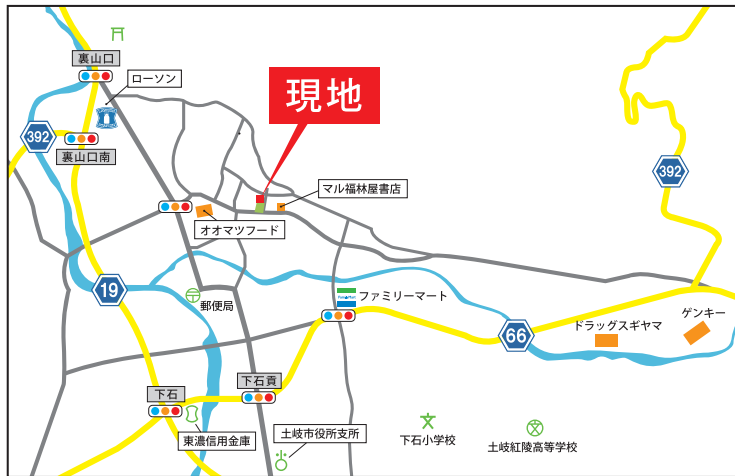 裏山口
ローソン
現地
392
裏山口南
392
マル福林屋書店
オオマツフード
19
郵便局
FamilyMart
ファミリーマート
66
ドラッグスギヤマ
ゲンキー
下石貢
下石
東濃信用金庫
土岐市役所支所
下石小学校
土岐紅陵高等学校